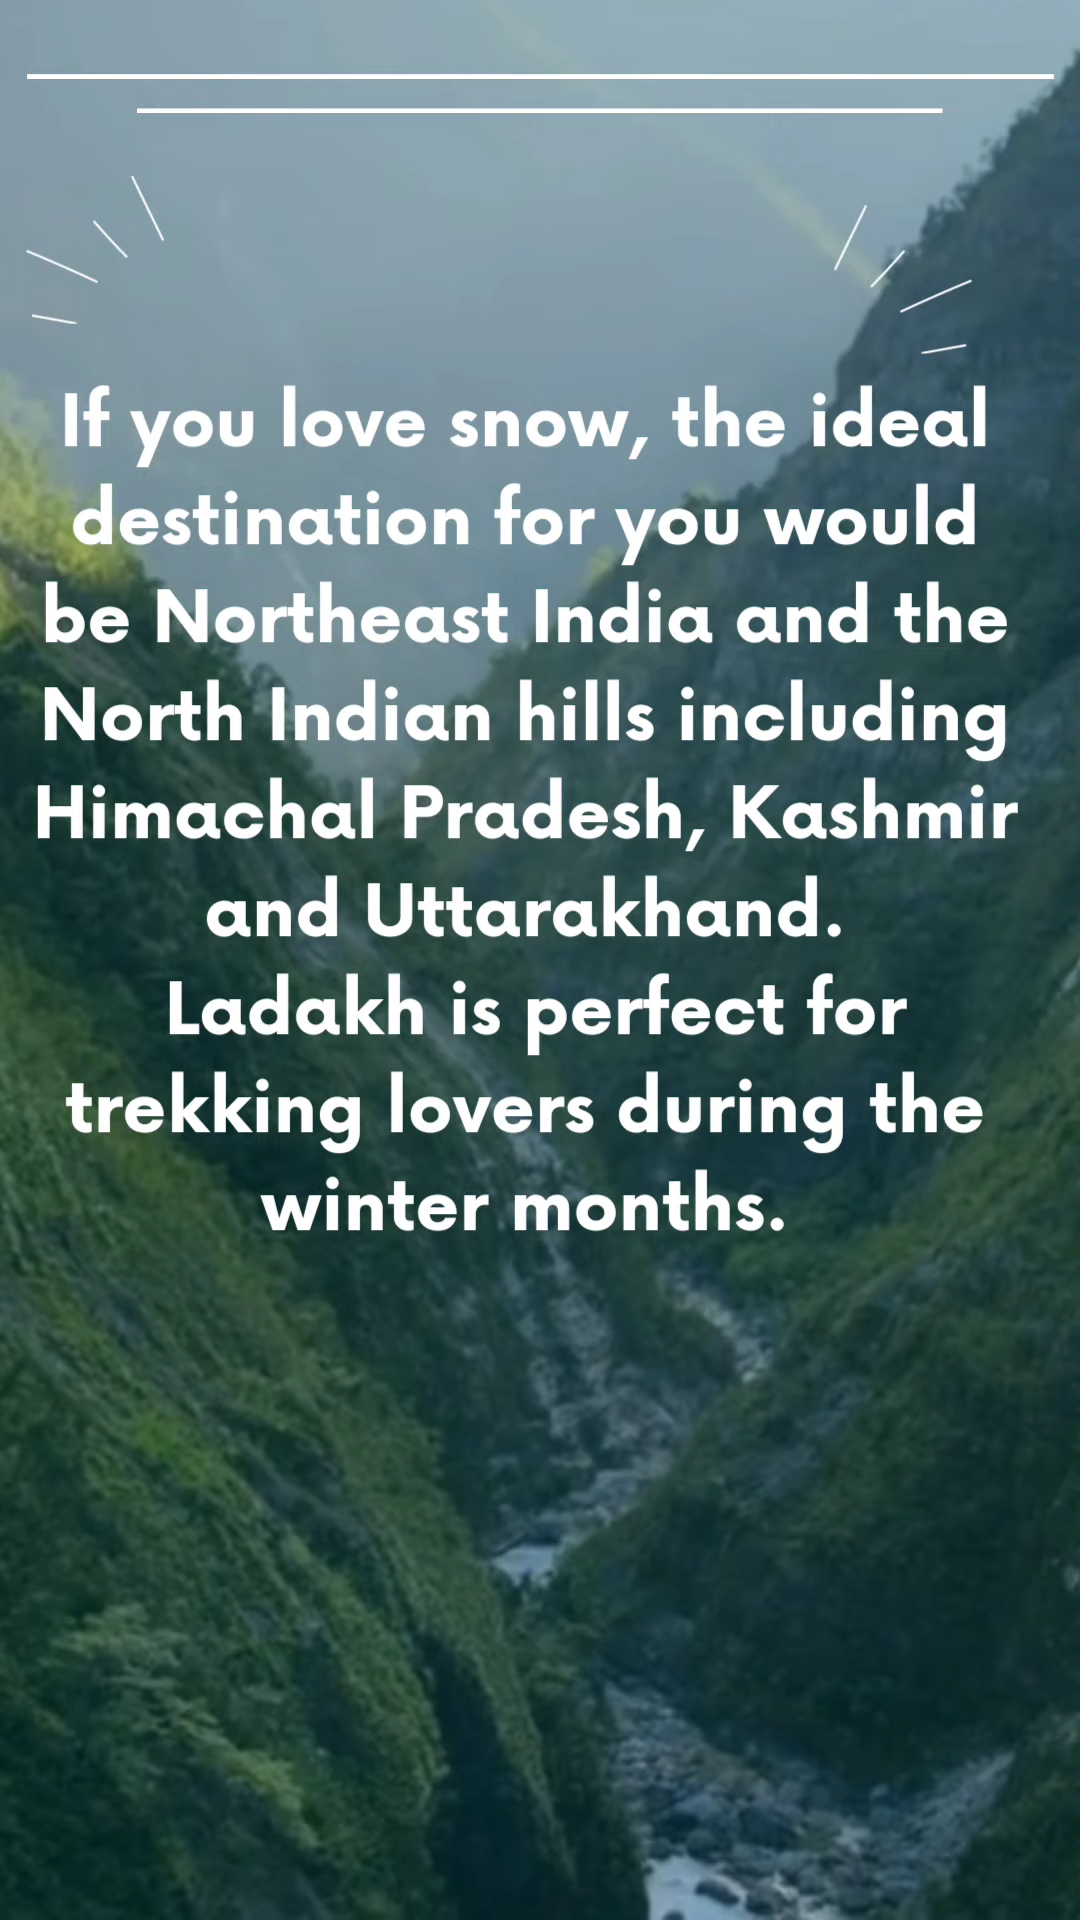 If you love snow, the ideal
destination for you would
be Northeast India and the
North Indian hills including
Himachal Pradesh, Kashmir
and Uttarakhand.
Ladakh is perfect for
trekking lovers during the
winter months.